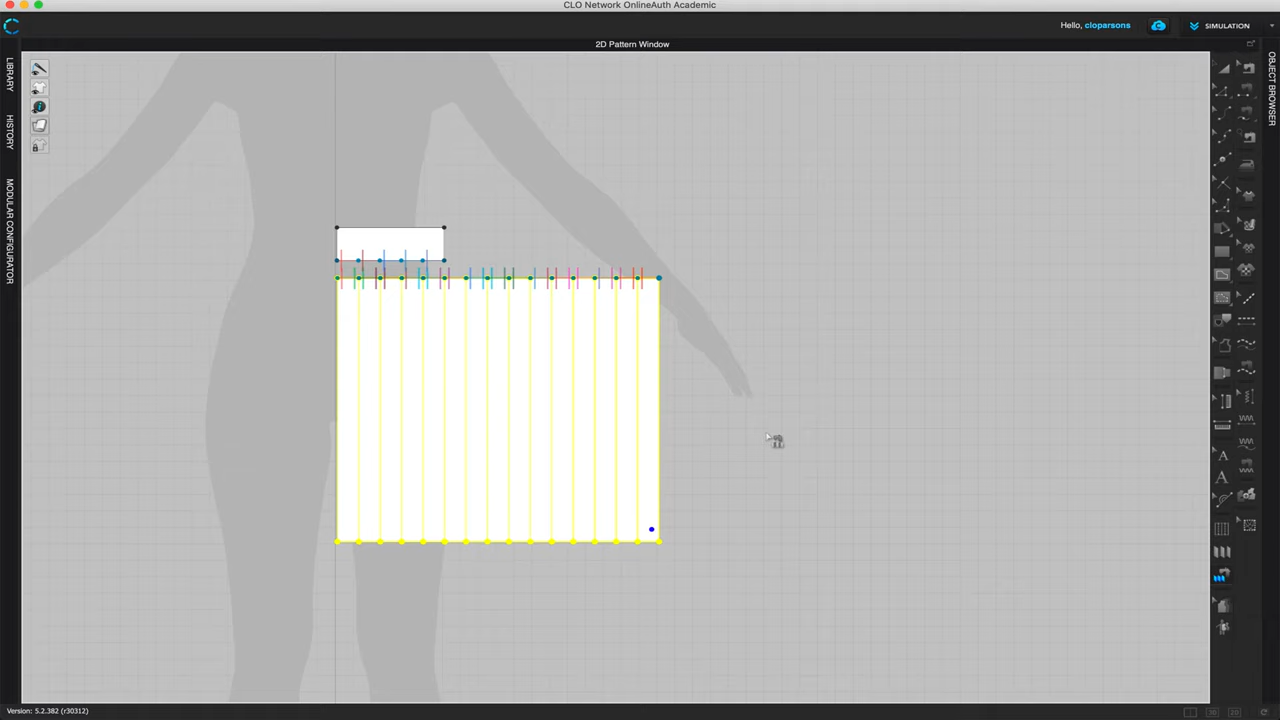 CLO Network OnlineAuth Academic
Hello, cloparsons
SIMULATION
2D Pattern Window
LIBRARY
HISTORY
MODULAR CONFIGURATOR
OBJECT BROWSER
Version: 5.2.382 (r30312)